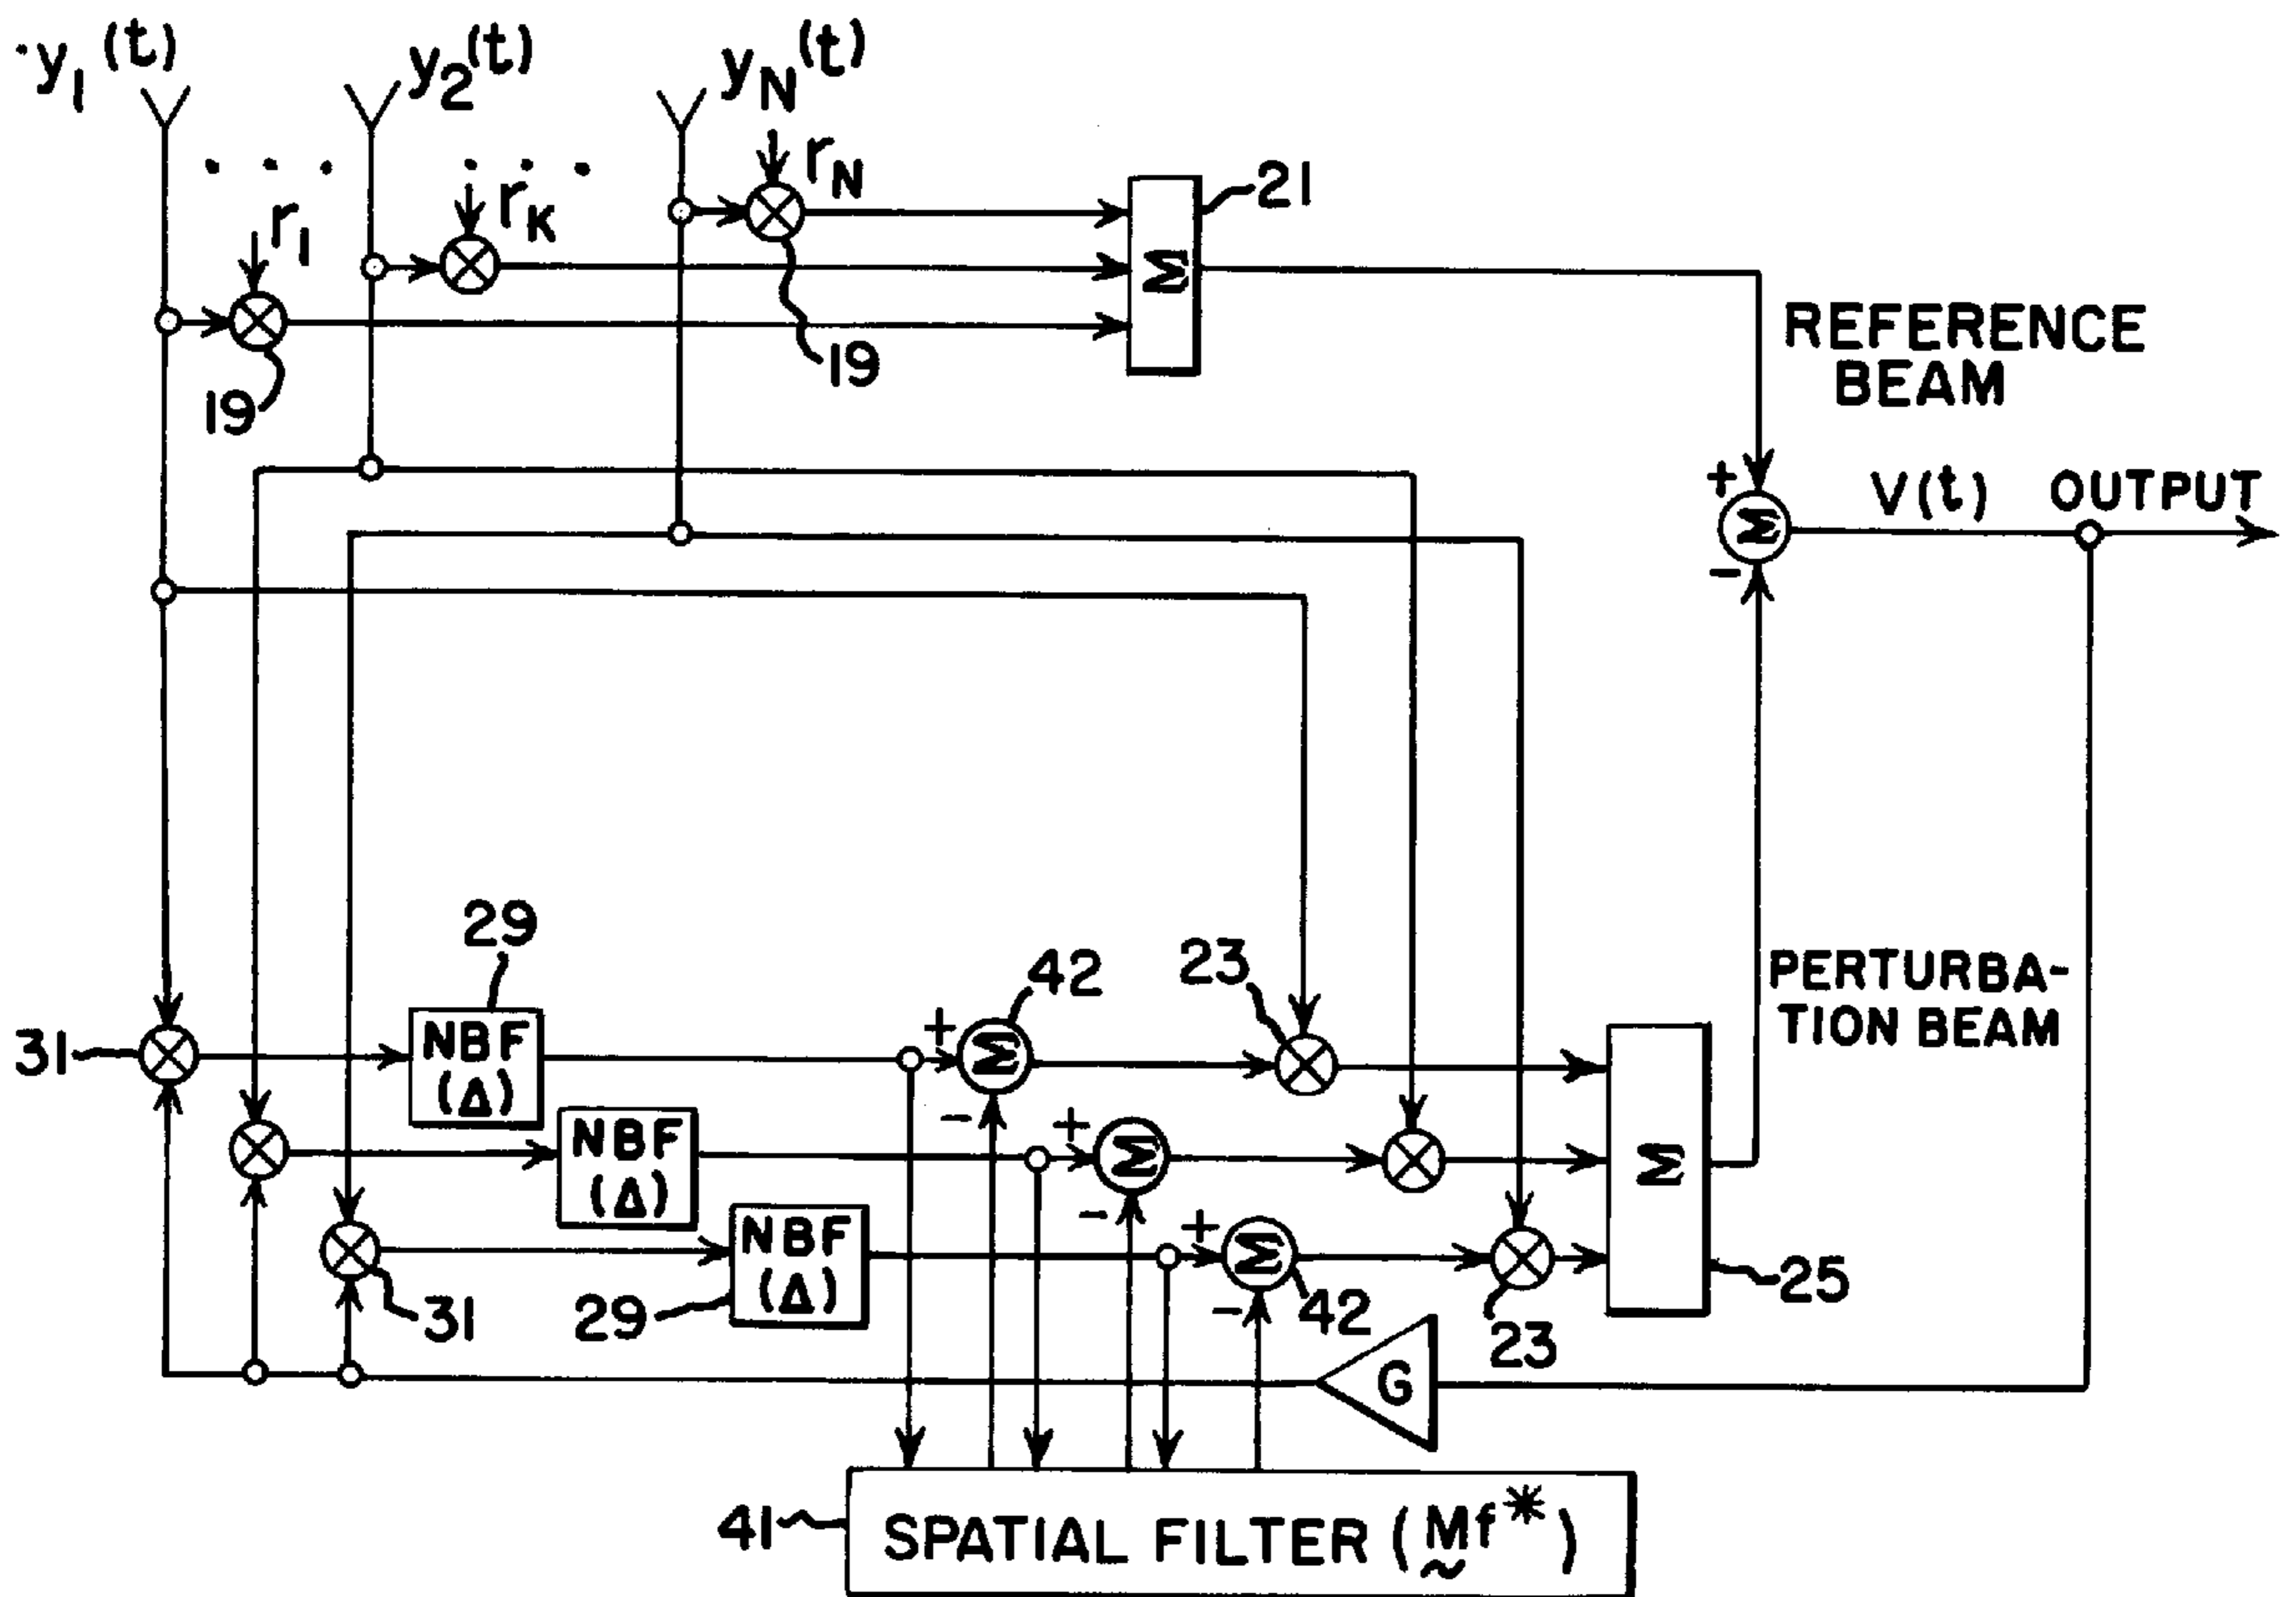 y1(t) y2(t) yN(t)
rN
21
rK
r1
Σ
19
19
REFERENCE
BEAM
+
V(t) OUTPUT
Σ
-
29
42
23
PERTURBA-
TION BEAM
31
NBF
(Δ)
+
Σ
-
NBF
(Δ)
+
Σ
-
Σ
NBF
(Δ)
+
Σ
-
25
31
29
42
23
G
41
SPATIAL FILTER (M̰f*)